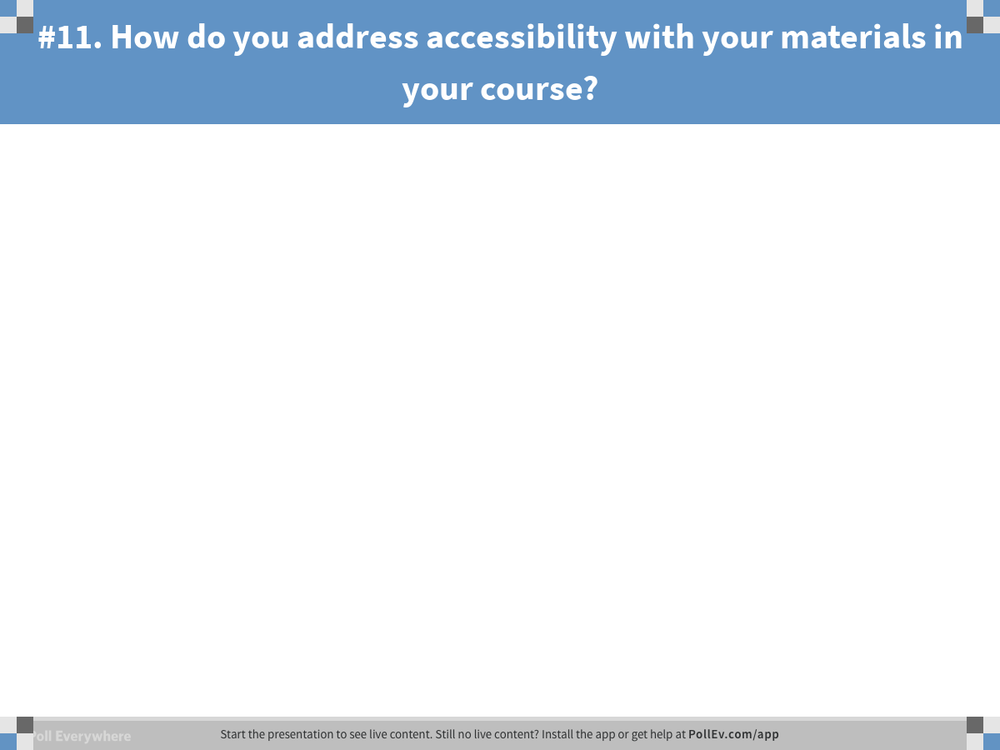 #11. How do you address accessibility with your materials in
your course?
Poll Everywhere
Start the presentation to see live content. Still no live content? Install the app or get help at PollEv.com/app